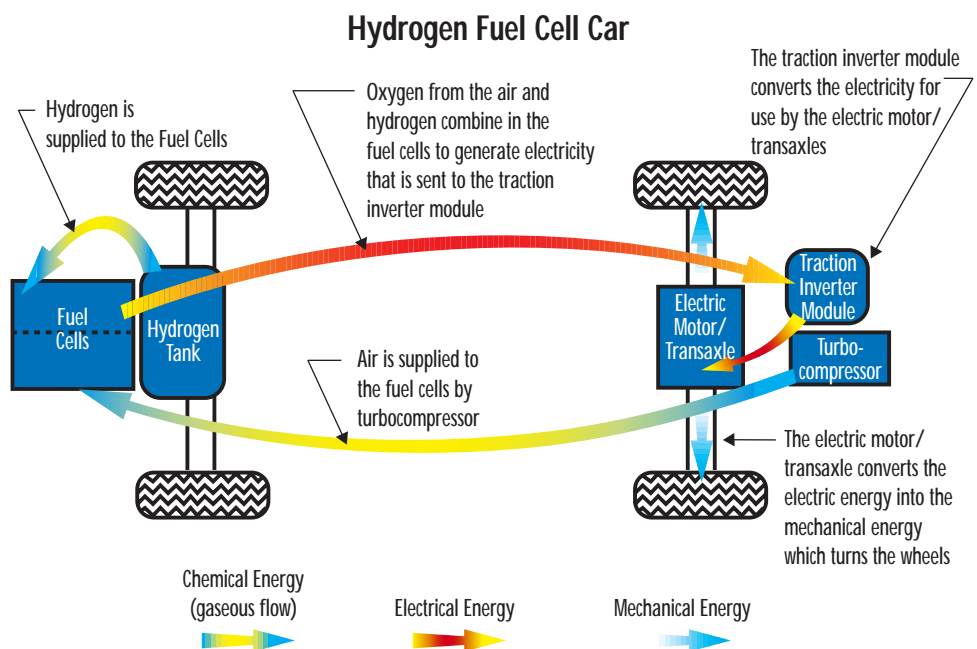 Hydrogen Fuel Cell Car
Hydrogen is
supplied to the Fuel Cells
Oxygen from the air and
hydrogen combine in the
fuel cells to generate electricity
that is sent to the traction
inverter module
The traction inverter module
converts the electricity for
use by the electric motor/
transaxles
Fuel
Cells
Hydrogen
Tank
Electric
Motor/
Transaxle
Traction
Inverter
Module
Turbo-
compressor
Air is supplied to
the fuel cells by
turbocompressor
The electric motor/
transaxle converts the
electric energy into the
mechanical energy
which turns the wheels
Chemical Energy
(gaseous flow)
Electrical Energy
Mechanical Energy